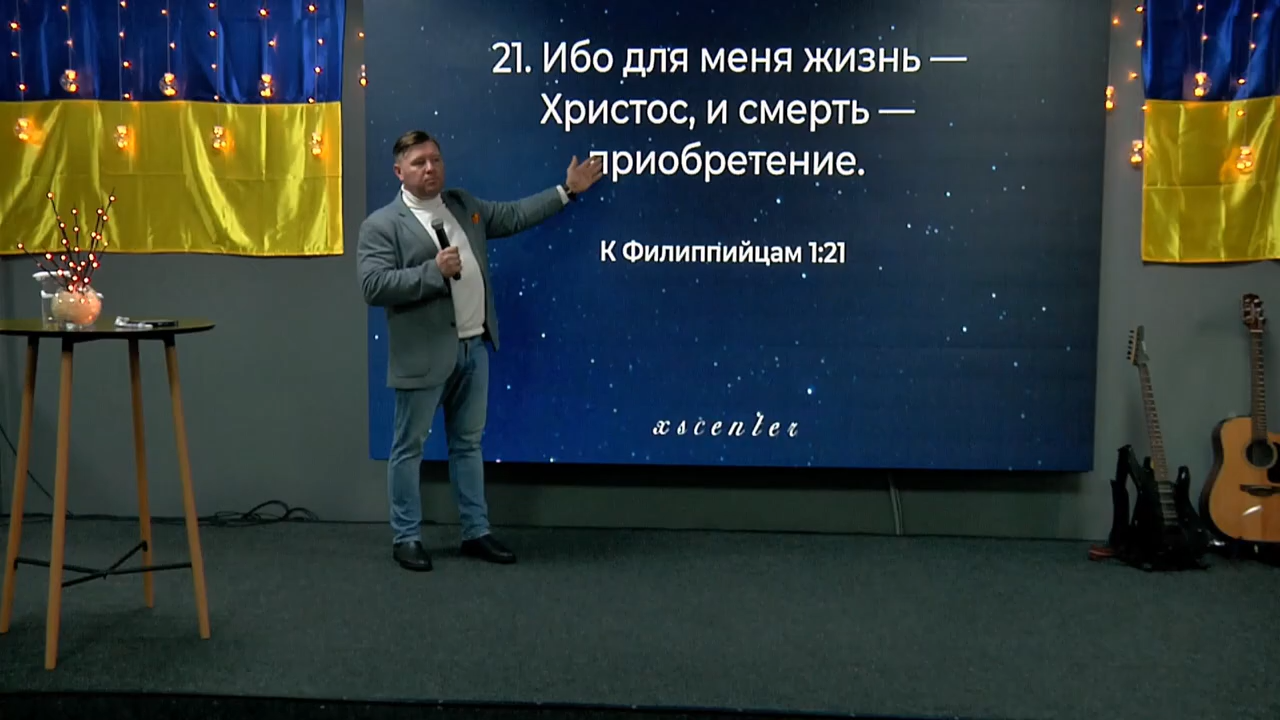 21. Ибо для меня жизнь —
Христос, и смерть —
приобретение.
К Филиппийцам 1:21
xscenter